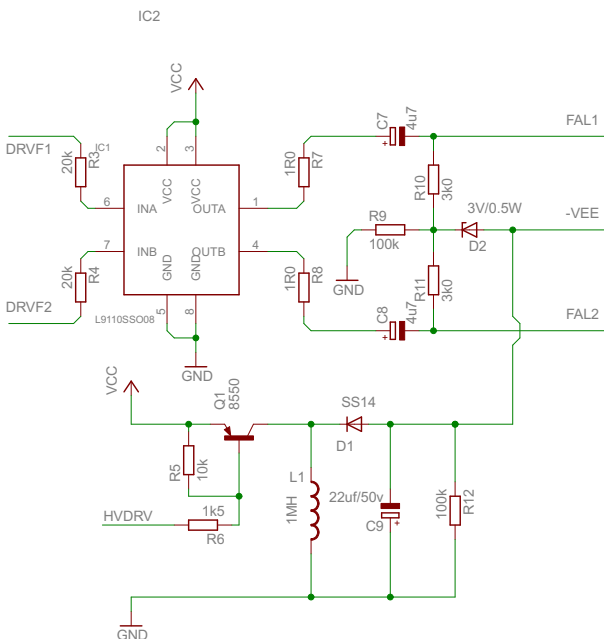 IC2
VCC
C7
4u7
FAL1
DRVF1
20k
R3
IC1
2
3
VCC
OVCC
1R0
R7
+
R10
3k0
3V/0.5W
6
INA
OUTA
1
R9
100k
-VEE
D2
7
INB
OUTB
4
GND
GND
20k
R4
1R0
R8
GND
R11
3k0
DRVF2
5
8
L9110SSO08
C8
4u7
+
FAL2
GND
VCC
Q1
8550
SS14
D1
R5
10k
L1
1MH
22uf/50v
C9
+
100k
R12
HVDRV
1k5
R6
GND